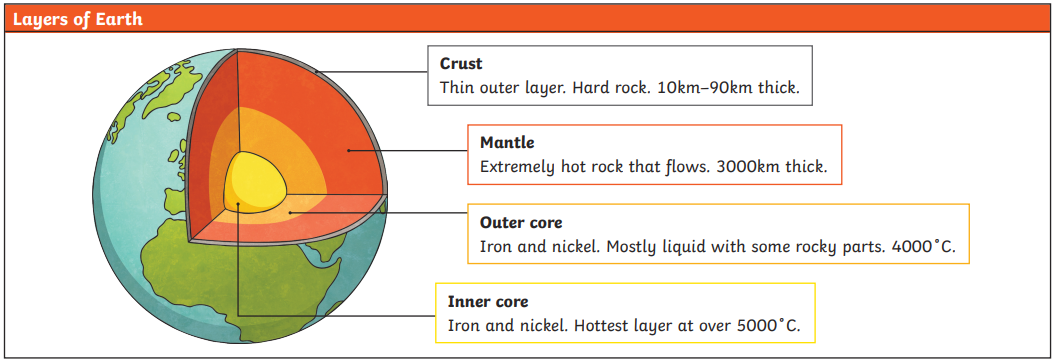 Layers of Earth
Crust
Thin outer layer. Hard rock. 10km–90km thick.
Mantle
Extremely hot rock that flows. 3000km thick.
Outer core
Iron and nickel. Mostly liquid with some rocky parts. 4000˚C.
Inner core
Iron and nickel. Hottest layer at over 5000˚C.